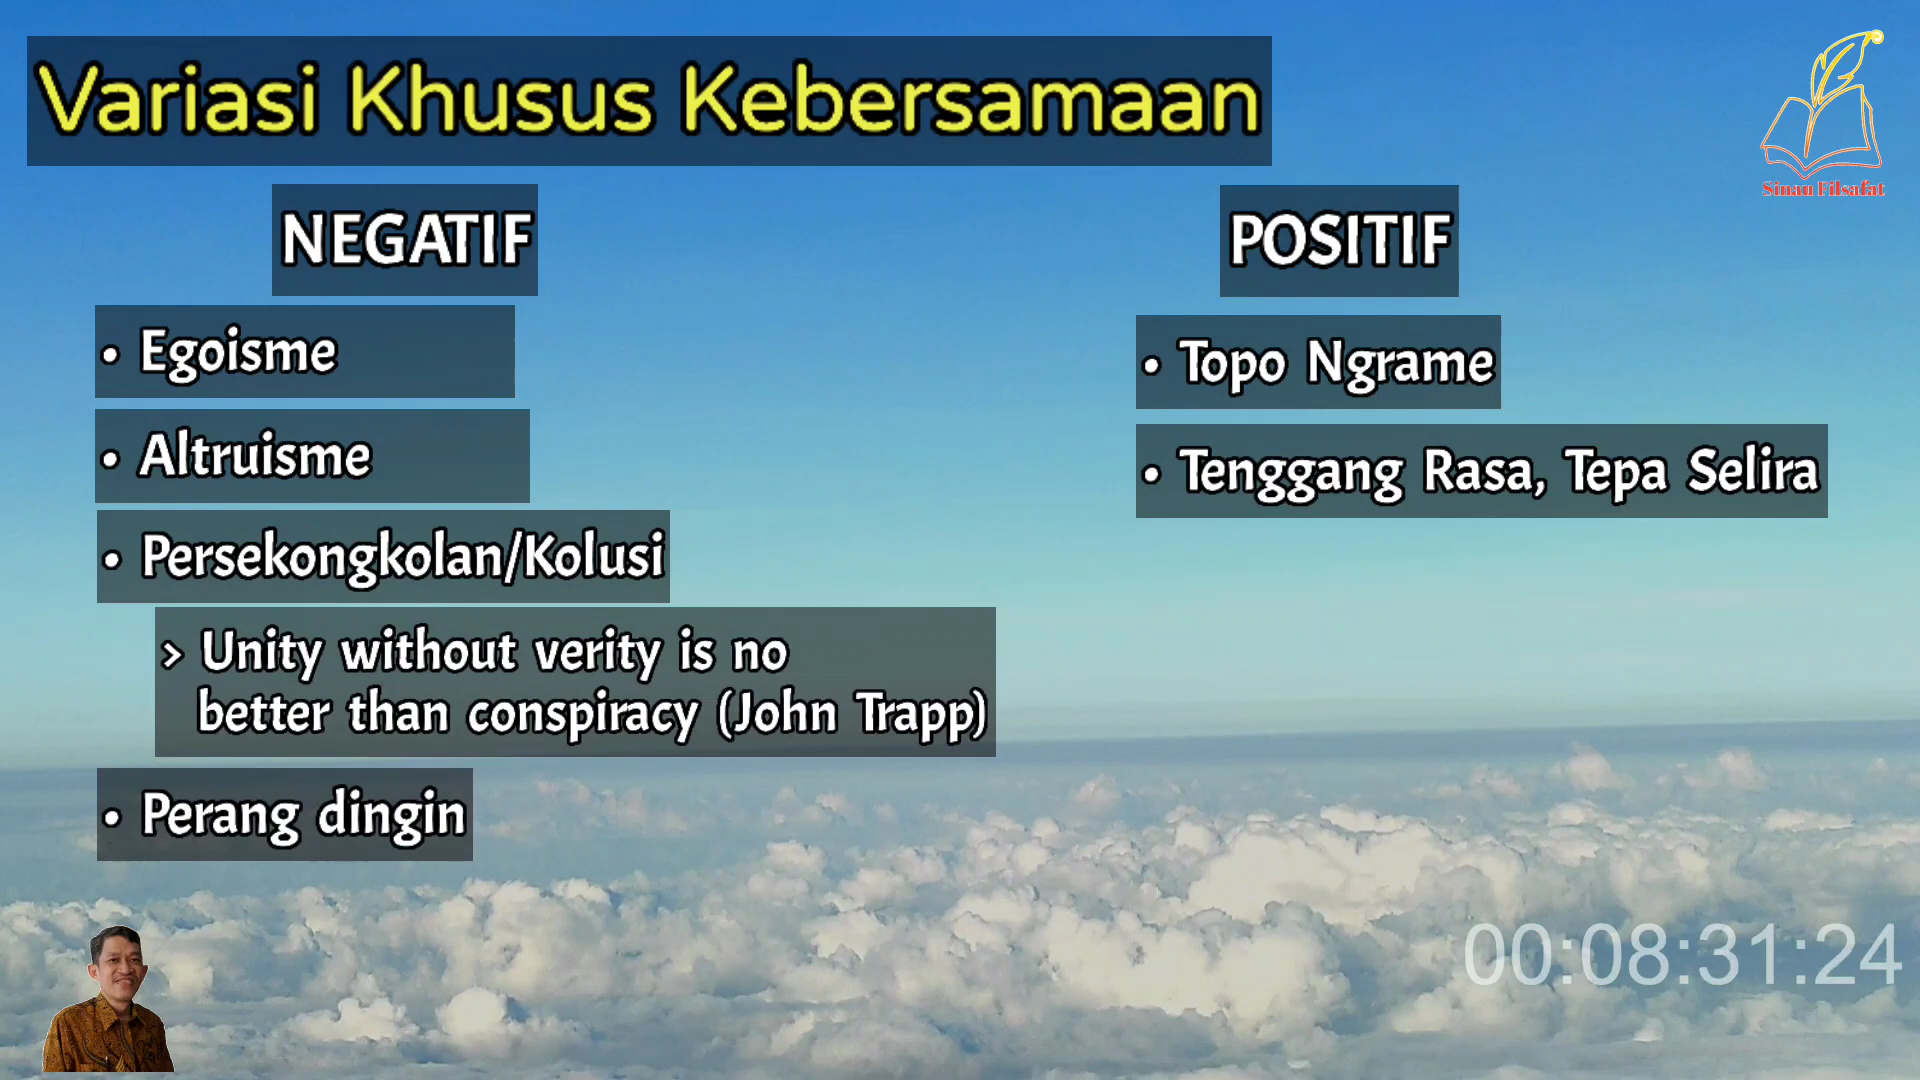 Variasi Khusus Kebersamaan
Sinau Filsafat
NEGATIF
• Egoisme
• Altruisme
• Persekongkolan/Kolusi
> Unity without verity is no
better than conspiracy (John Trapp)
• Perang dingin
POSITIF
• Topo Ngrame
• Tenggang Rasa, Tepa Selira
00:08:31:24